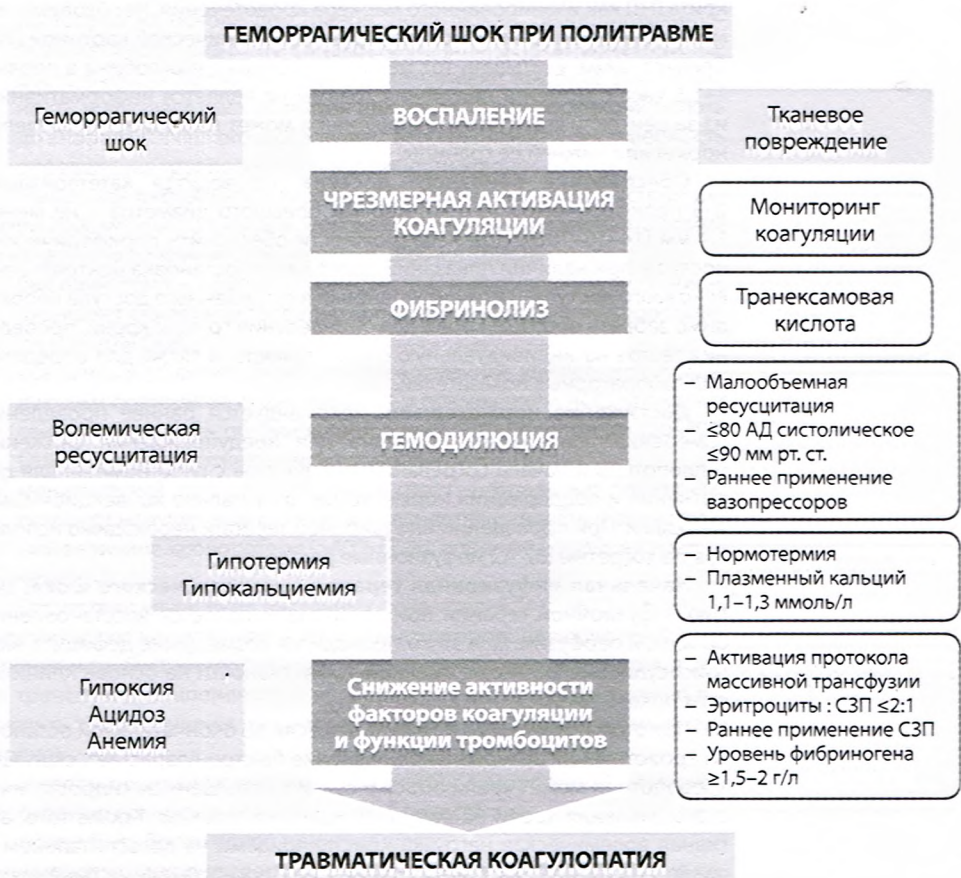 ГЕМОРРАГИЧЕСКИЙ ШОК ПРИ ПОЛИТРАВМЕ
Геморрагический
шок
ВОСПАЛЕНИЕ
Тканевое
повреждение
ЧРЕЗМЕРНАЯ АКТИВАЦИЯ
КОАГУЛЯЦИИ
Мониторинг
коагуляции
ФИБРИНОЛИЗ
Транексамовая
кислота
Волемическая
ресусцитация
ГЕМОДИЛЮЦИЯ
– Малообъемная
ресусцитация
– ≤80 АД систолическое
≤90 мм рт. ст.
– Раннее применение
вазопрессоров
Гипотермия
Гипокальциемия
– Нормотермия
– Плазменный кальций
1,1–1,3 ммоль/л
Гипоксия
Ацидоз
Анемия
Снижение активности
факторов коагуляции
и функции тромбоцитов
– Активация протокола
массивной трансфузии
– Эритроциты : СЗП ≤2:1
– Раннее применение СЗП
– Уровень фибриногена
≥1,5–2 г/л
ТРАВМАТИЧЕСКАЯ КОАГУЛОПАТИЯ